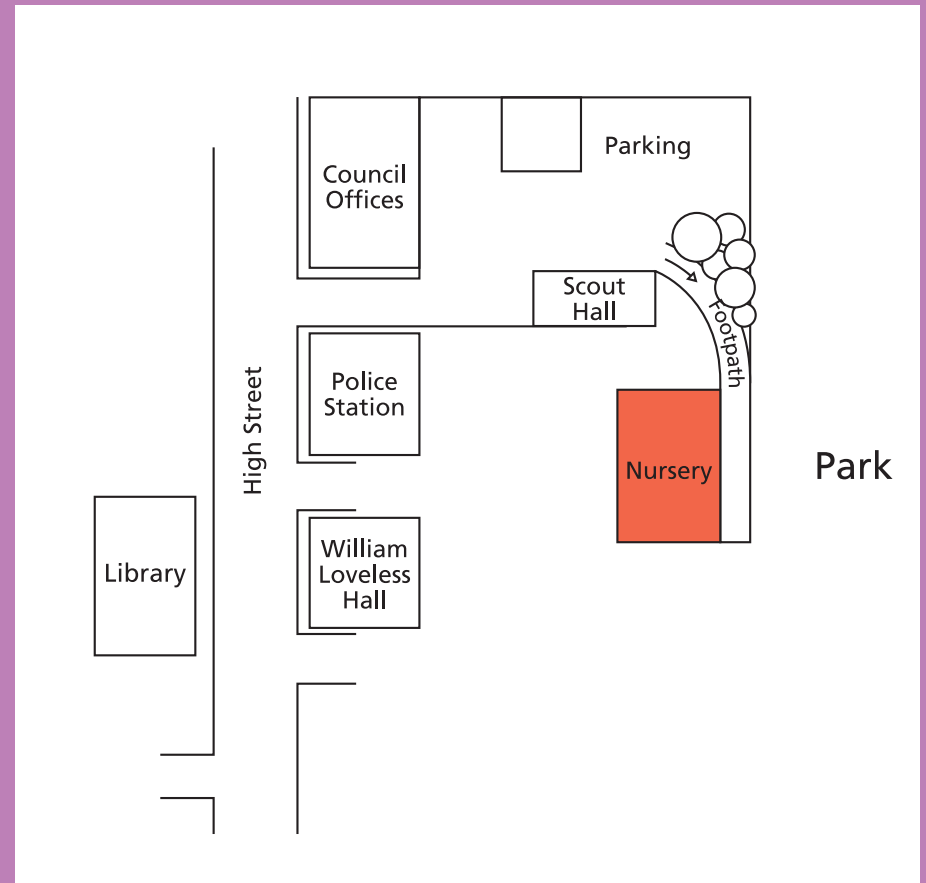 Parking
Council
Offices
Scout
Hall
Footpath
Police
Station
High Street
Nursery
Park
William
Loveless
Hall
Library